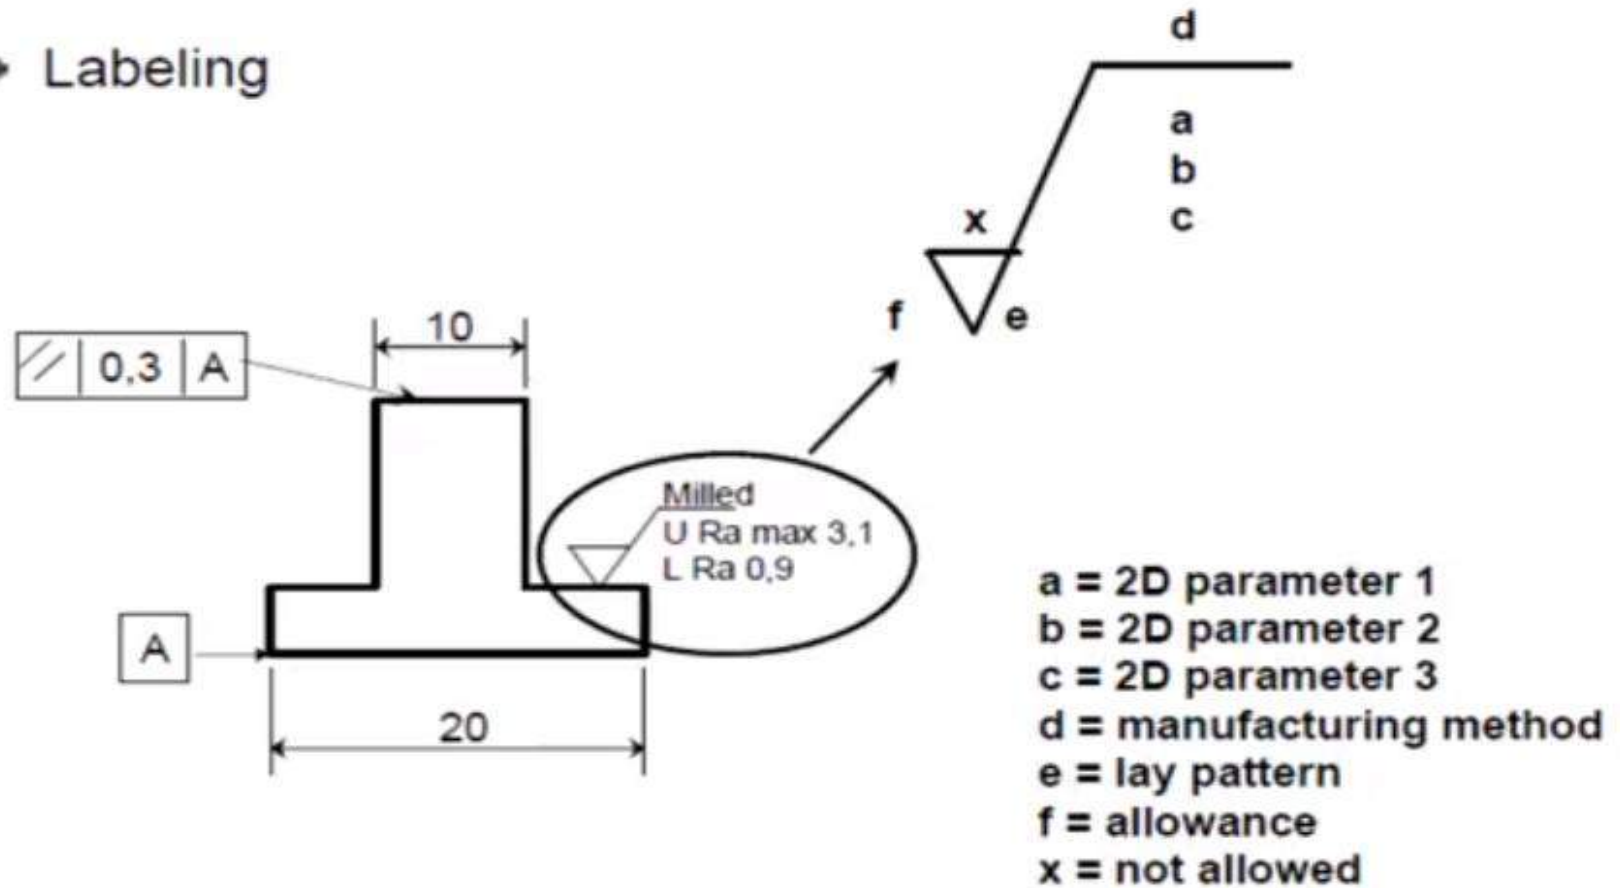 Labeling
d
a
b
c
x
f
e
10
// 0,3 A
Milled
U Ra max 3,1
L Ra 0,9
A
20
a = 2D parameter 1
b = 2D parameter 2
c = 2D parameter 3
d = manufacturing method
e = lay pattern
f = allowance
x = not allowed